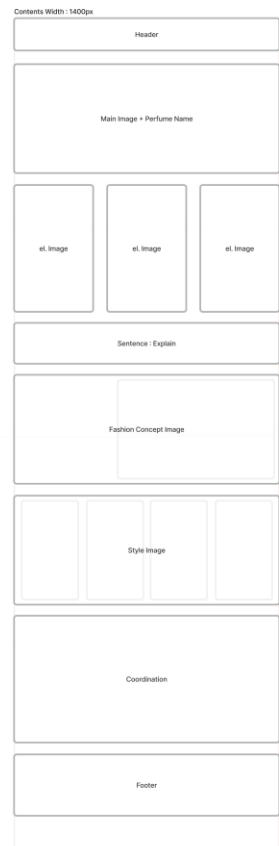 Contents Width : 1400px
Header
Main Image + Perfume Name
el. Image
el. Image
el. Image
Sentence : Explain
Fashion Concept Image
Style Image
Coordination
Footer